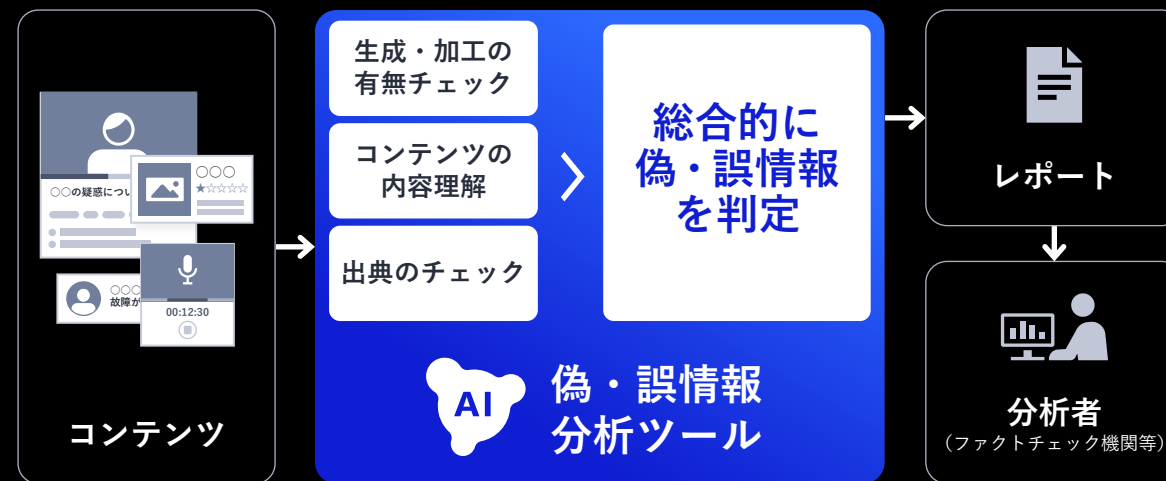 〇〇の疑惑につい
〇〇〇
★☆☆☆☆
〇〇〇
故障が
00:12:30
コンテンツ
生成・加工の
有無チェック
コンテンツの
内容理解
出典のチェック
総合的に
偽・誤情報
を判定
AI
偽・誤情報
分析ツール
レポート
分析者
（ファクトチェック機関等）